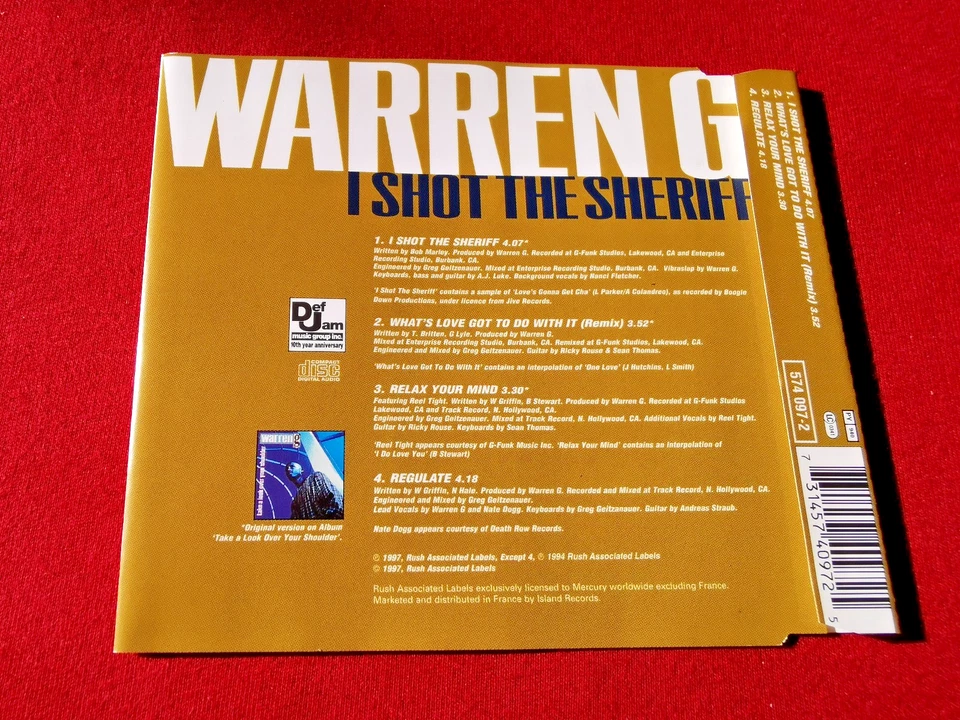 WARREN G
I SHOT THE SHERIFF
1. I SHOT THE SHERIFF 4.07*
Written by Bob Marley. Produced by Warren G. Recorded at G-Funk Studios, Lakewood, CA and Enterprise
Recording Studio, Burbank, CA.
Engineered by Greg Geitzenauer. Mixed at Enterprise Recording Studio, Burbank, CA. Vibraslap by Warren G.
Keyboards, bass and guitar by A.J. Luke. Background vocals by Nanci Fletcher.
'I Shot The Sheriff' contains a sample of 'Love's Gonna Get Cha' (L Parker/A Colandreo), as recorded by Boogie
Down Productions, under licence from Jive Records.
Def
Jam
music group inc.
10th year anniversary
COMPACT
disc
DIGITAL AUDIO
2. WHAT'S LOVE GOT TO DO WITH IT (Remix) 3.52*
Written by T. Britten, G Lyle. Produced by Warren G.
Mixed at Enterprise Recording Studio, Burbank, CA. Remixed at G-Funk Studios, Lakewood, CA.
Engineered and Mixed by Greg Geitzenauer. Guitar by Ricky Rouse & Sean Thomas.
'What's Love Got To Do With It' contains an interpolation of 'One Love' (J Hutchins, L Smith)
3. RELAX YOUR MIND 3.30*
Featuring Reel Tight. Written by W Griffin, B Stewart. Produced by Warren G. Recorded at G-Funk Studios
Lakewood, CA and Track Record, N. Hollywood, CA.
Engineered by Greg Geitzenauer. Mixed at Track Record, N. Hollywood, CA. Additional Vocals by Reel Tight.
Guitar by Ricky Rouse. Keyboards by Sean Thomas.
'Reel Tight appears courtesy of G-Funk Music Inc. 'Relax Your Mind' contains an interpolation of
'I Do Love You' (B Stewart)
Warren G
take a look over your shoulder
*Original version on Album
'Take a Look Over Your Shoulder'.
4. REGULATE 4.18
Written by W Griffin, N Hale. Produced by Warren G. Recorded and Mixed at Track Record, N. Hollywood, CA.
Engineered and Mixed by Greg Geitzenauer.
Lead Vocals by Warren G and Nate Dogg. Keyboards by Greg Geitzanauer. Guitar by Andreas Straub.
Nate Dogg appears courtesy of Death Row Records.
℗ 1997, Rush Associated Labels, Except 4, ℗ 1994 Rush Associated Labels
© 1997, Rush Associated Labels
Rush Associated Labels exclusively licensed to Mercury worldwide excluding France.
Marketed and distributed in France by Island Records.
1. I SHOT THE SHERIFF 4.07
2. WHAT'S LOVE GOT TO DO WITH IT (Remix) 3.52
3. RELAX YOUR MIND 3.30
4. REGULATE 4.18
574 097-2
7 31457 40972 5